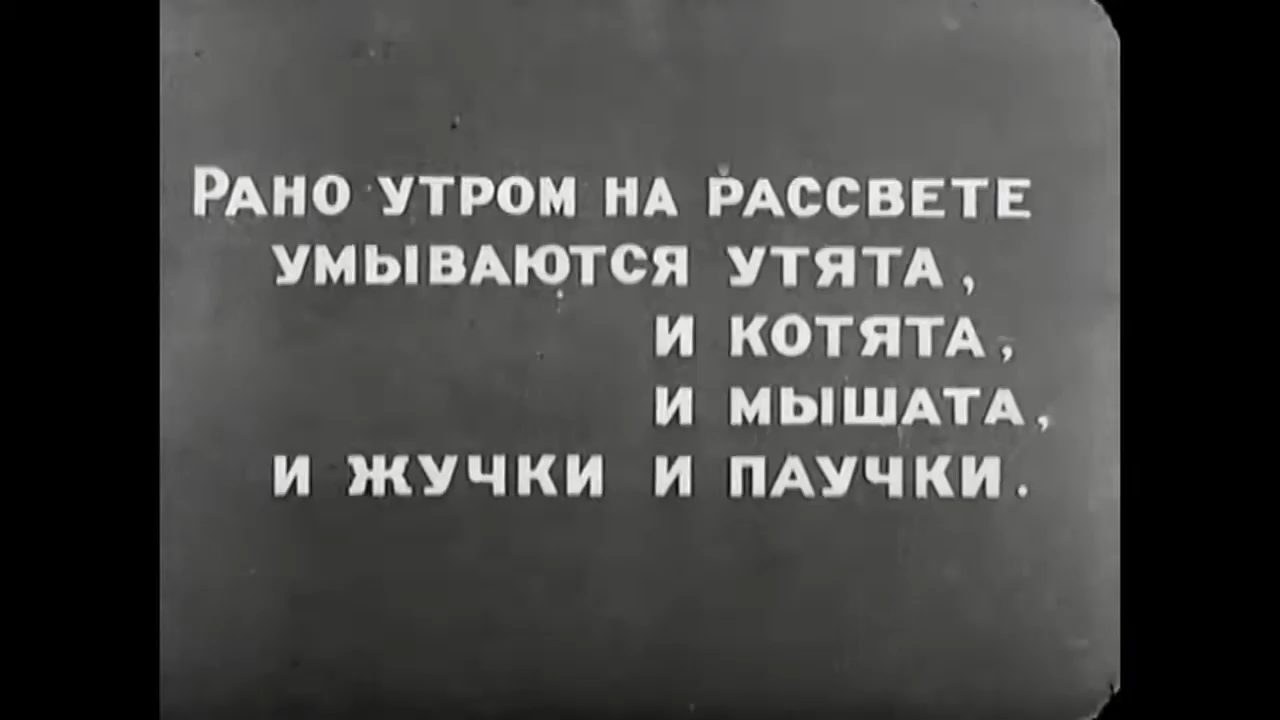 Рано утром на рассвете
умываются утята,
и котята,
и мышата,
и жучки и паучки.